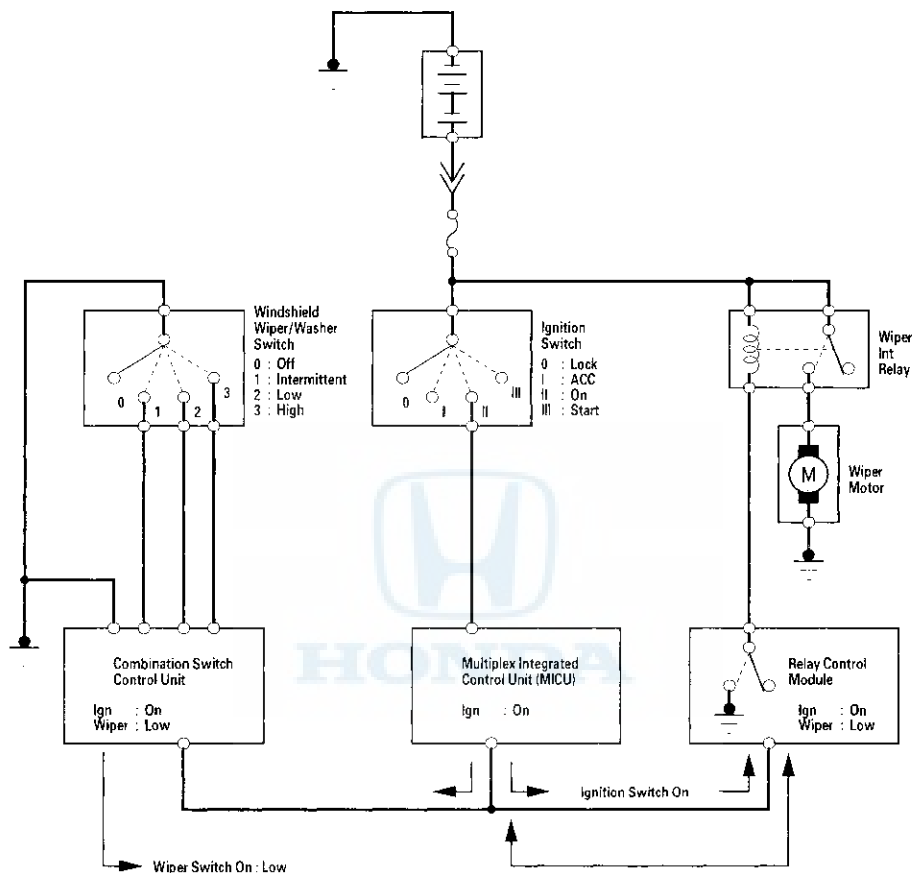 Windshield
Wiper/Washer
Switch
0 : Off
1 : Intermittent
2 : Low
3 : High
0
1
2
3
Ignition
Switch
0 : Lock
I : ACC
II : On
III : Start
0
I
II
III
Wiper
Int
Relay
M
Wiper
Motor
HONDA
Combination Switch
Control Unit
Ign : On
Wiper : Low
Multiplex Integrated
Control Unit (MICU)
Ign : On
Relay Control
Module
Ign : On
Wiper : Low
Ignition Switch On
Wiper Switch On : Low